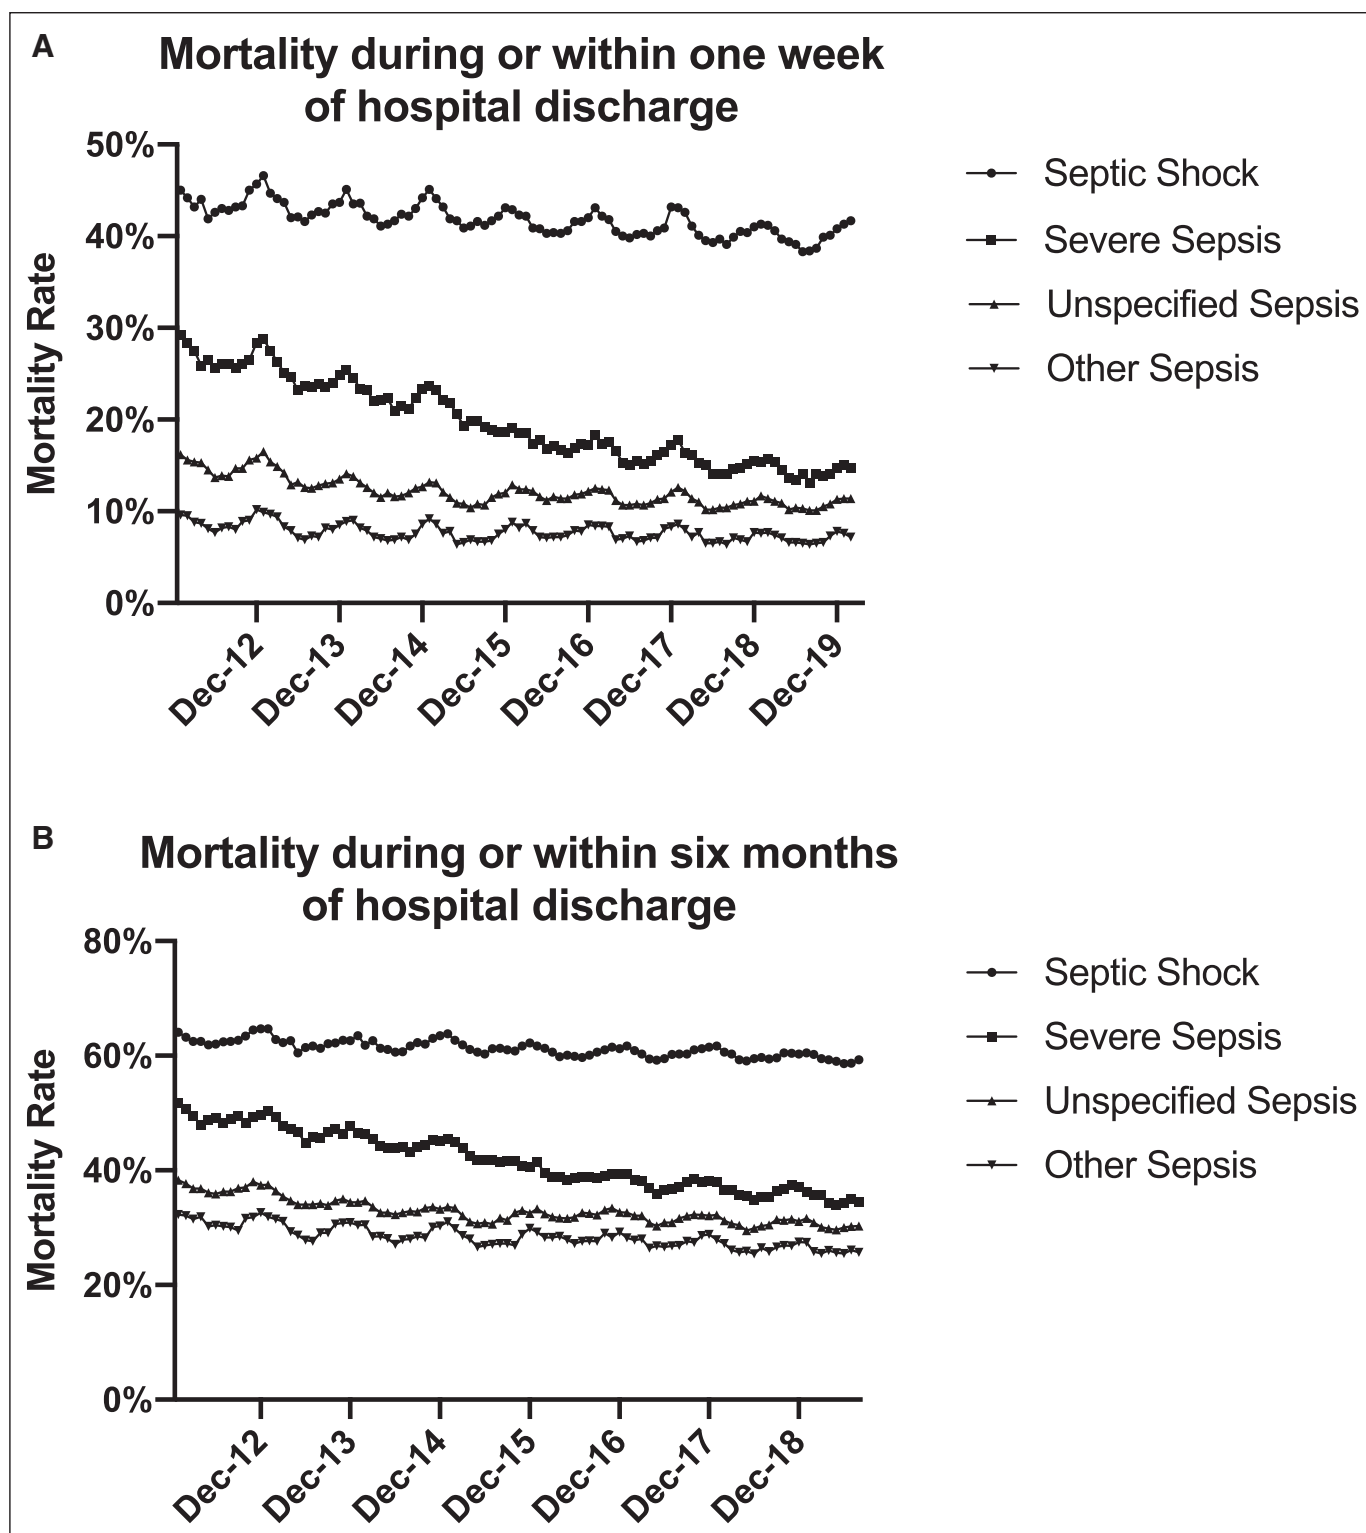 A
Mortality during or within one week
of hospital discharge
50%
40%
30%
20%
10%
0%
Mortality Rate
Dec-12
Dec-13
Dec-14
Dec-15
Dec-16
Dec-17
Dec-18
Dec-19
Septic Shock
Severe Sepsis
Unspecified Sepsis
Other Sepsis
B
Mortality during or within six months
of hospital discharge
80%
60%
40%
20%
0%
Mortality Rate
Dec-12
Dec-13
Dec-14
Dec-15
Dec-16
Dec-17
Dec-18
Septic Shock
Severe Sepsis
Unspecified Sepsis
Other Sepsis